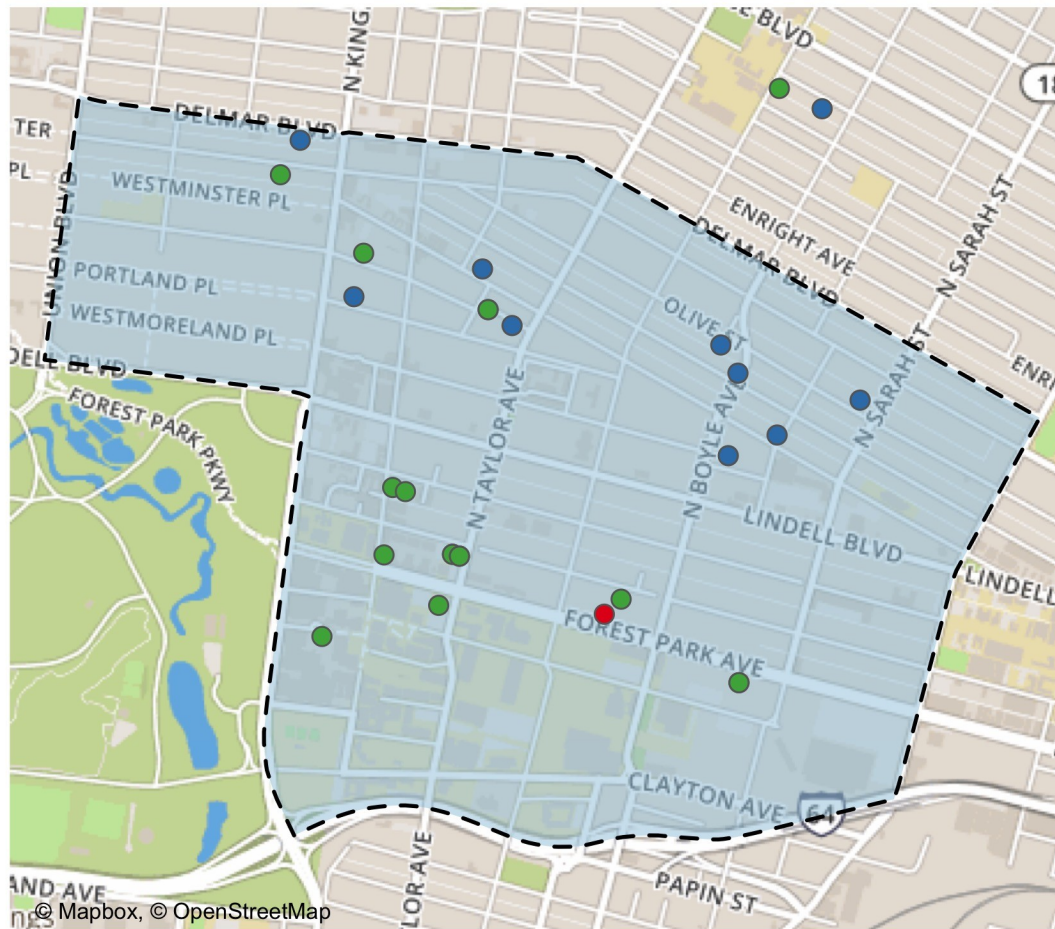 LE BLVD
N KING
18
DELMAR BLVD
TER
PL
WESTMINSTER PL
ENRIGHT AVE
N SARAH ST
UNION BLVD
DELMAR BLVD
PORTLAND PL
WESTMORELAND PL
OLIVE ST
DELL BLVD
N SARAH ST
ENRI
FOREST PARK PKWY
N TAYLOR AVE
N BOYLE AVE
LINDELL BLVD
LINDELL
FOREST PARK AVE
CLAYTON AVE
64
LOR AVE
PAPIN ST
AND AVE
© Mapbox, © OpenStreetMap